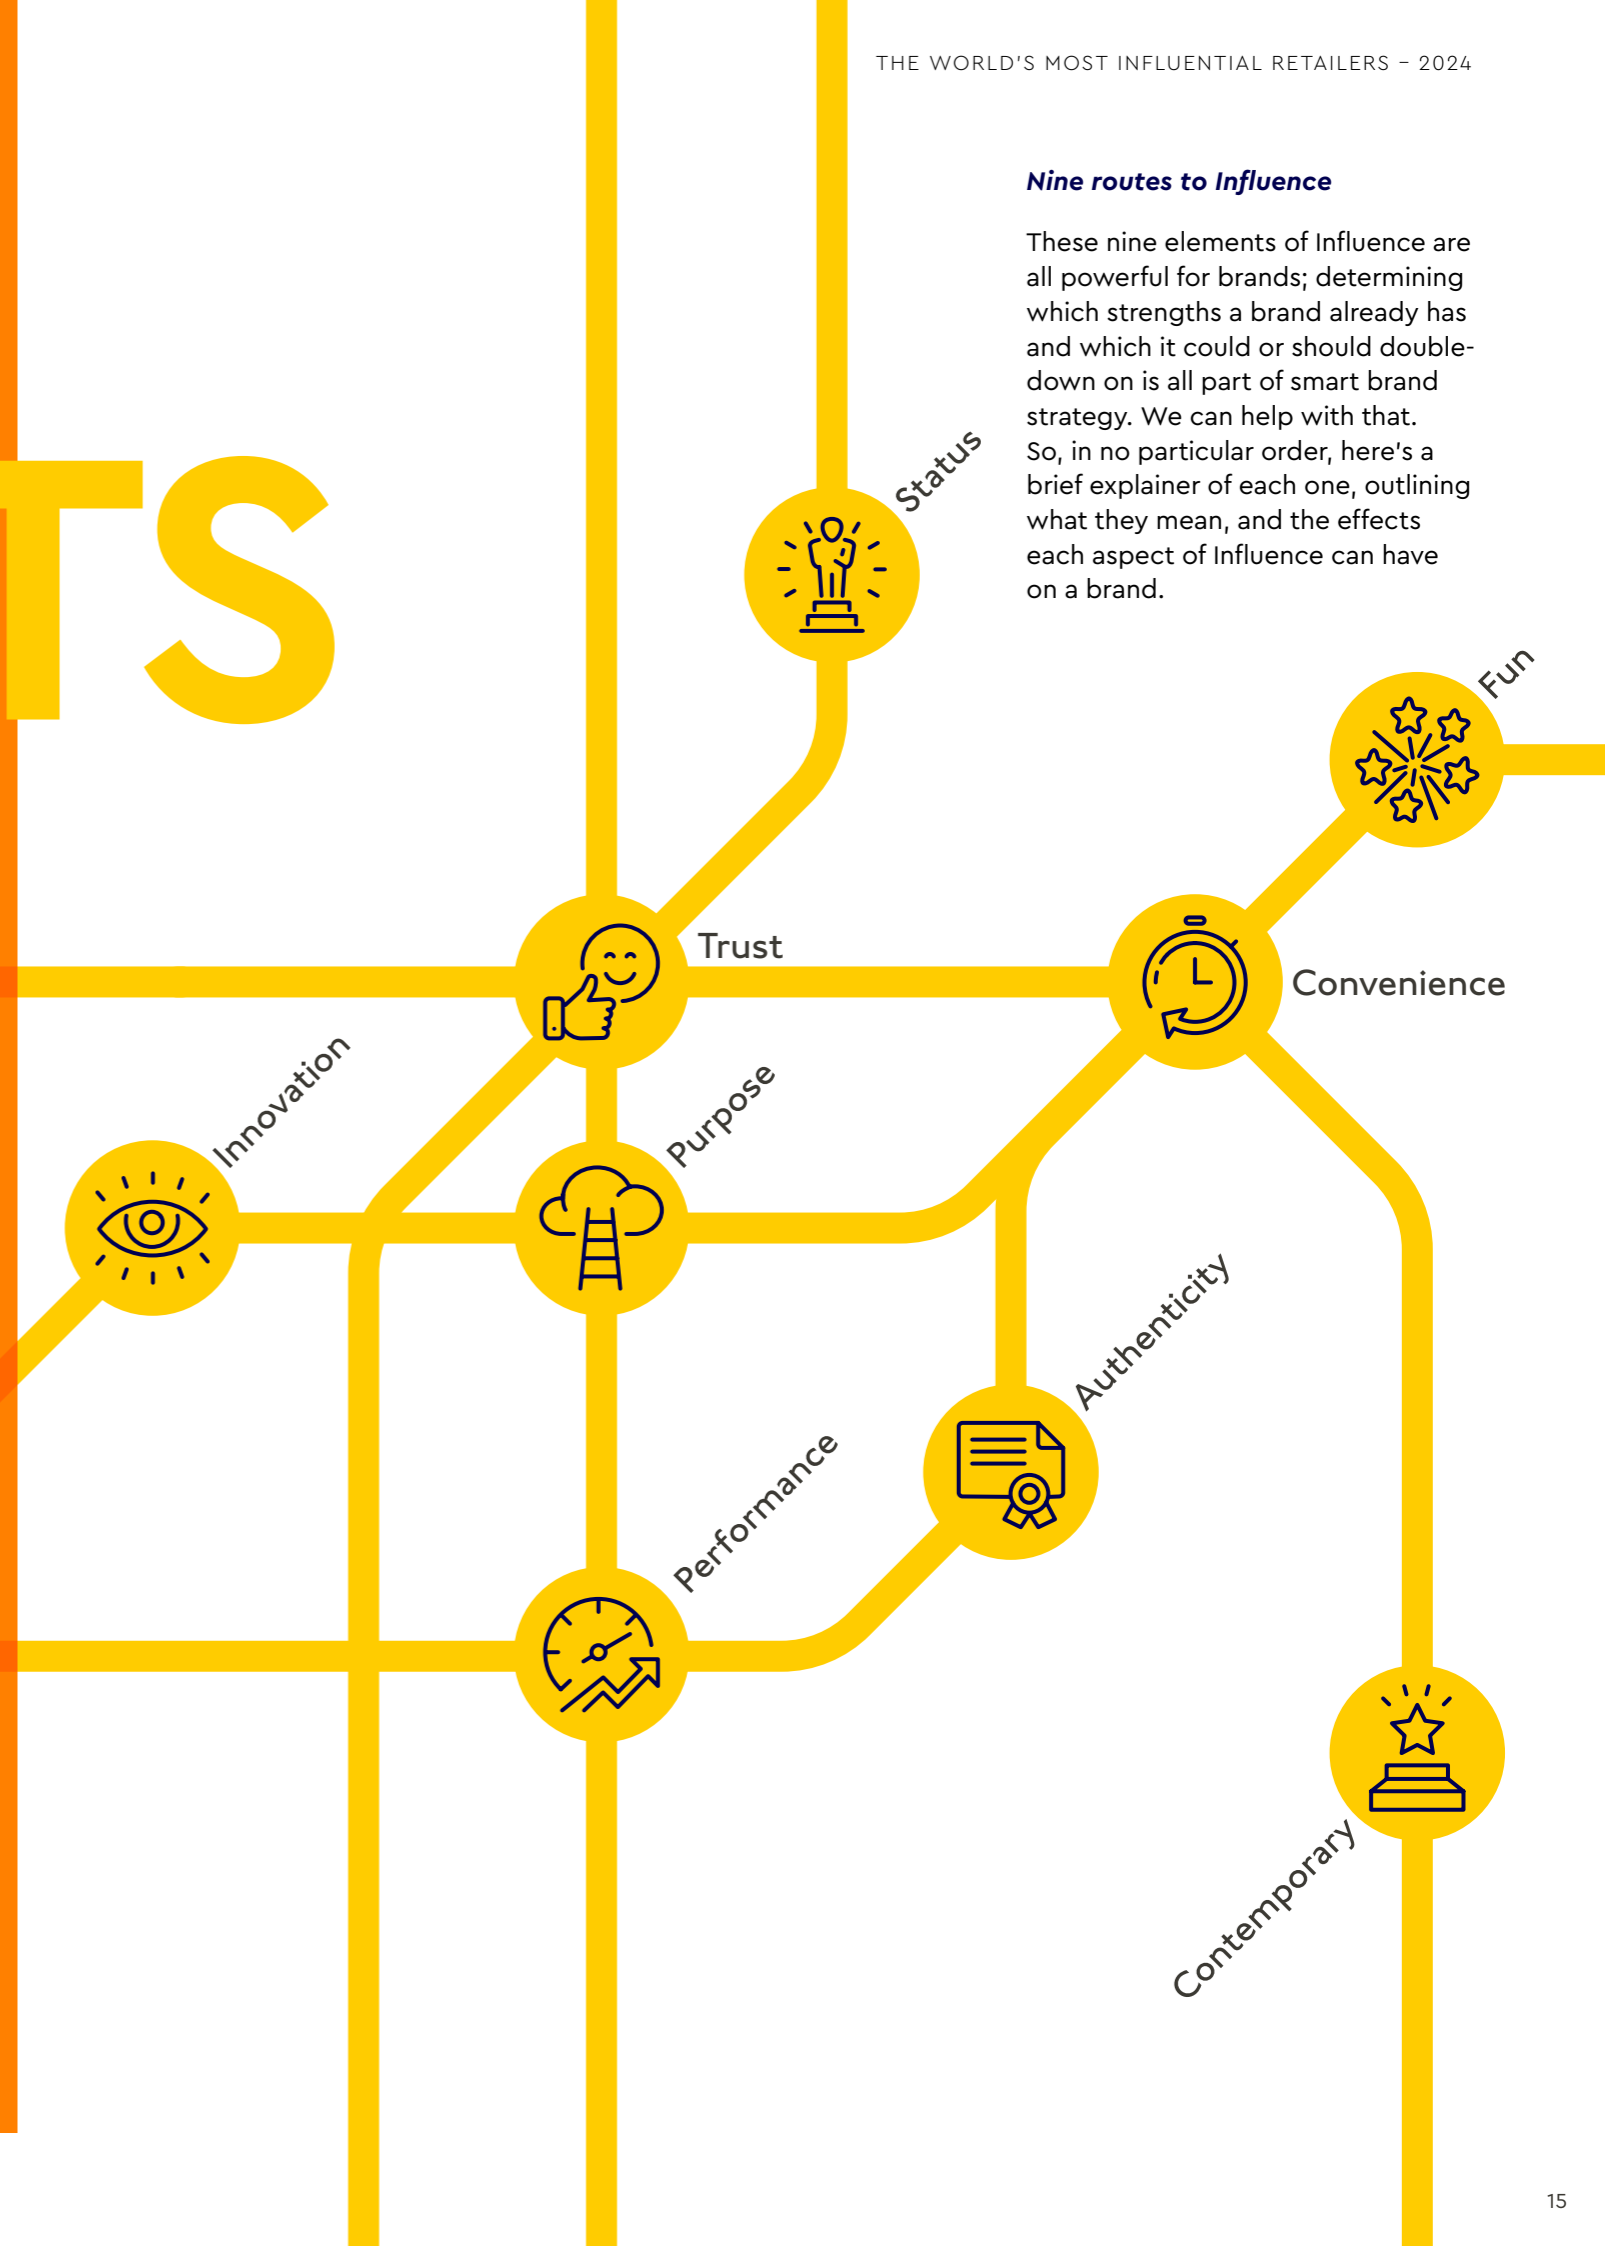 THE WORLD'S MOST INFLUENTIAL RETAILERS – 2024
Nine routes to Influence
These nine elements of Influence are
all powerful for brands; determining
which strengths a brand already has
and which it could or should double-
down on is all part of smart brand
strategy. We can help with that.
So, in no particular order, here's a
brief explainer of each one, outlining
what they mean, and the effects
each aspect of Influence can have
on a brand.
TS
Status
Fun
Trust
Convenience
Innovation
Purpose
Authenticity
Performance
Contemporary
15